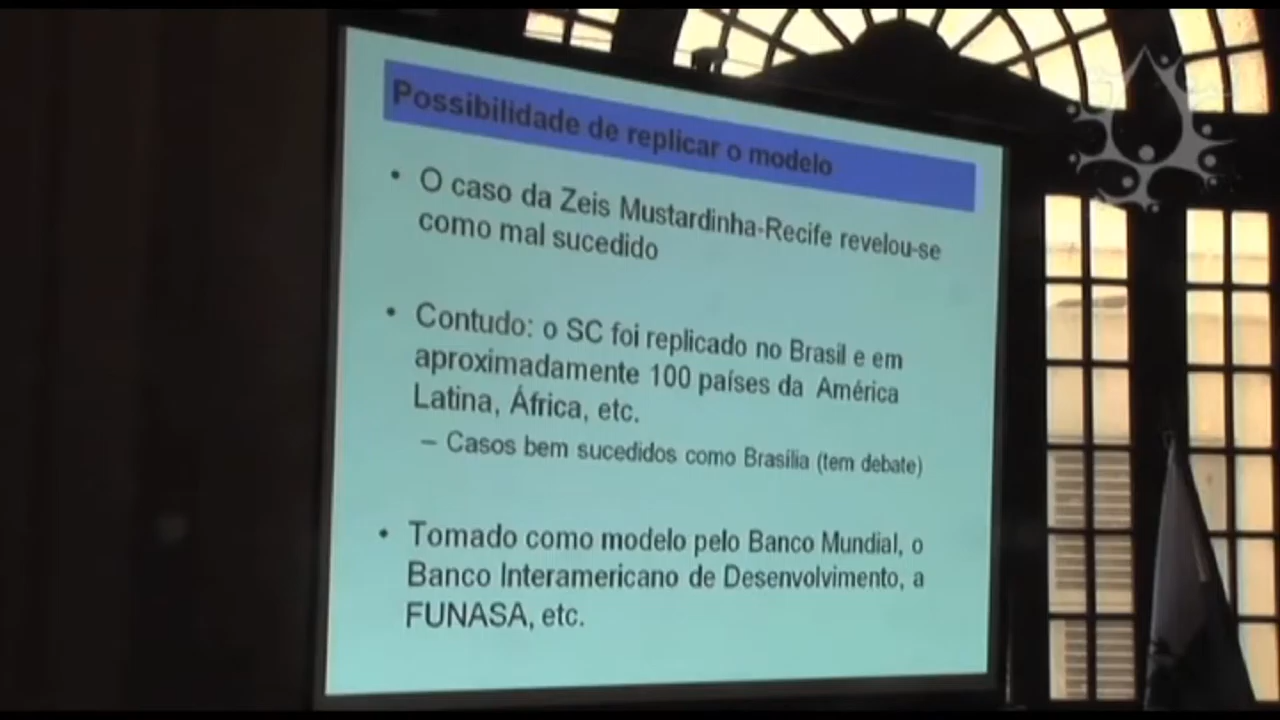 Possibilidade de replicar o modelo
• O caso da Zeis Mustardinha-Recife revelou-se
como mal sucedido
• Contudo: o SC foi replicado no Brasil e em
aproximadamente 100 países da América
Latina, África, etc.
– Casos bem sucedidos como Brasília (tem debate)
• Tomado como modelo pelo Banco Mundial, o
Banco Interamericano de Desenvolvimento, a
FUNASA, etc.